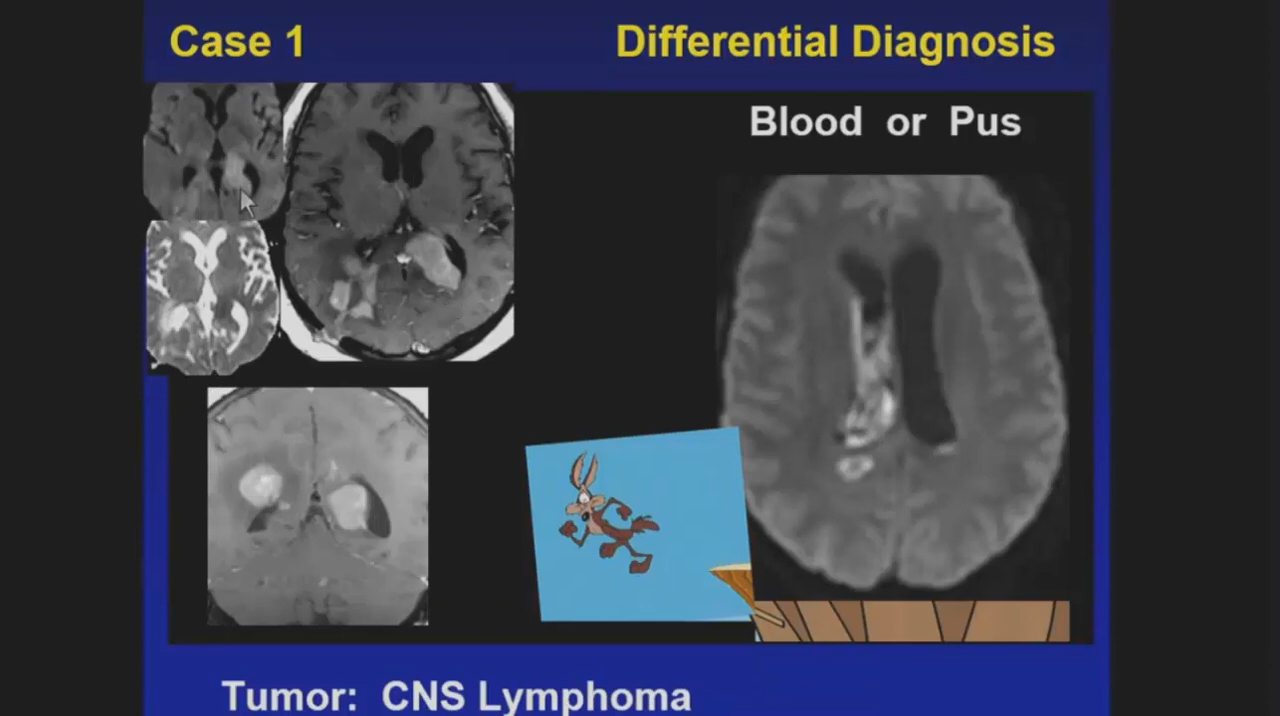 Case 1
Differential Diagnosis
Blood or Pus
Tumor: CNS Lymphoma